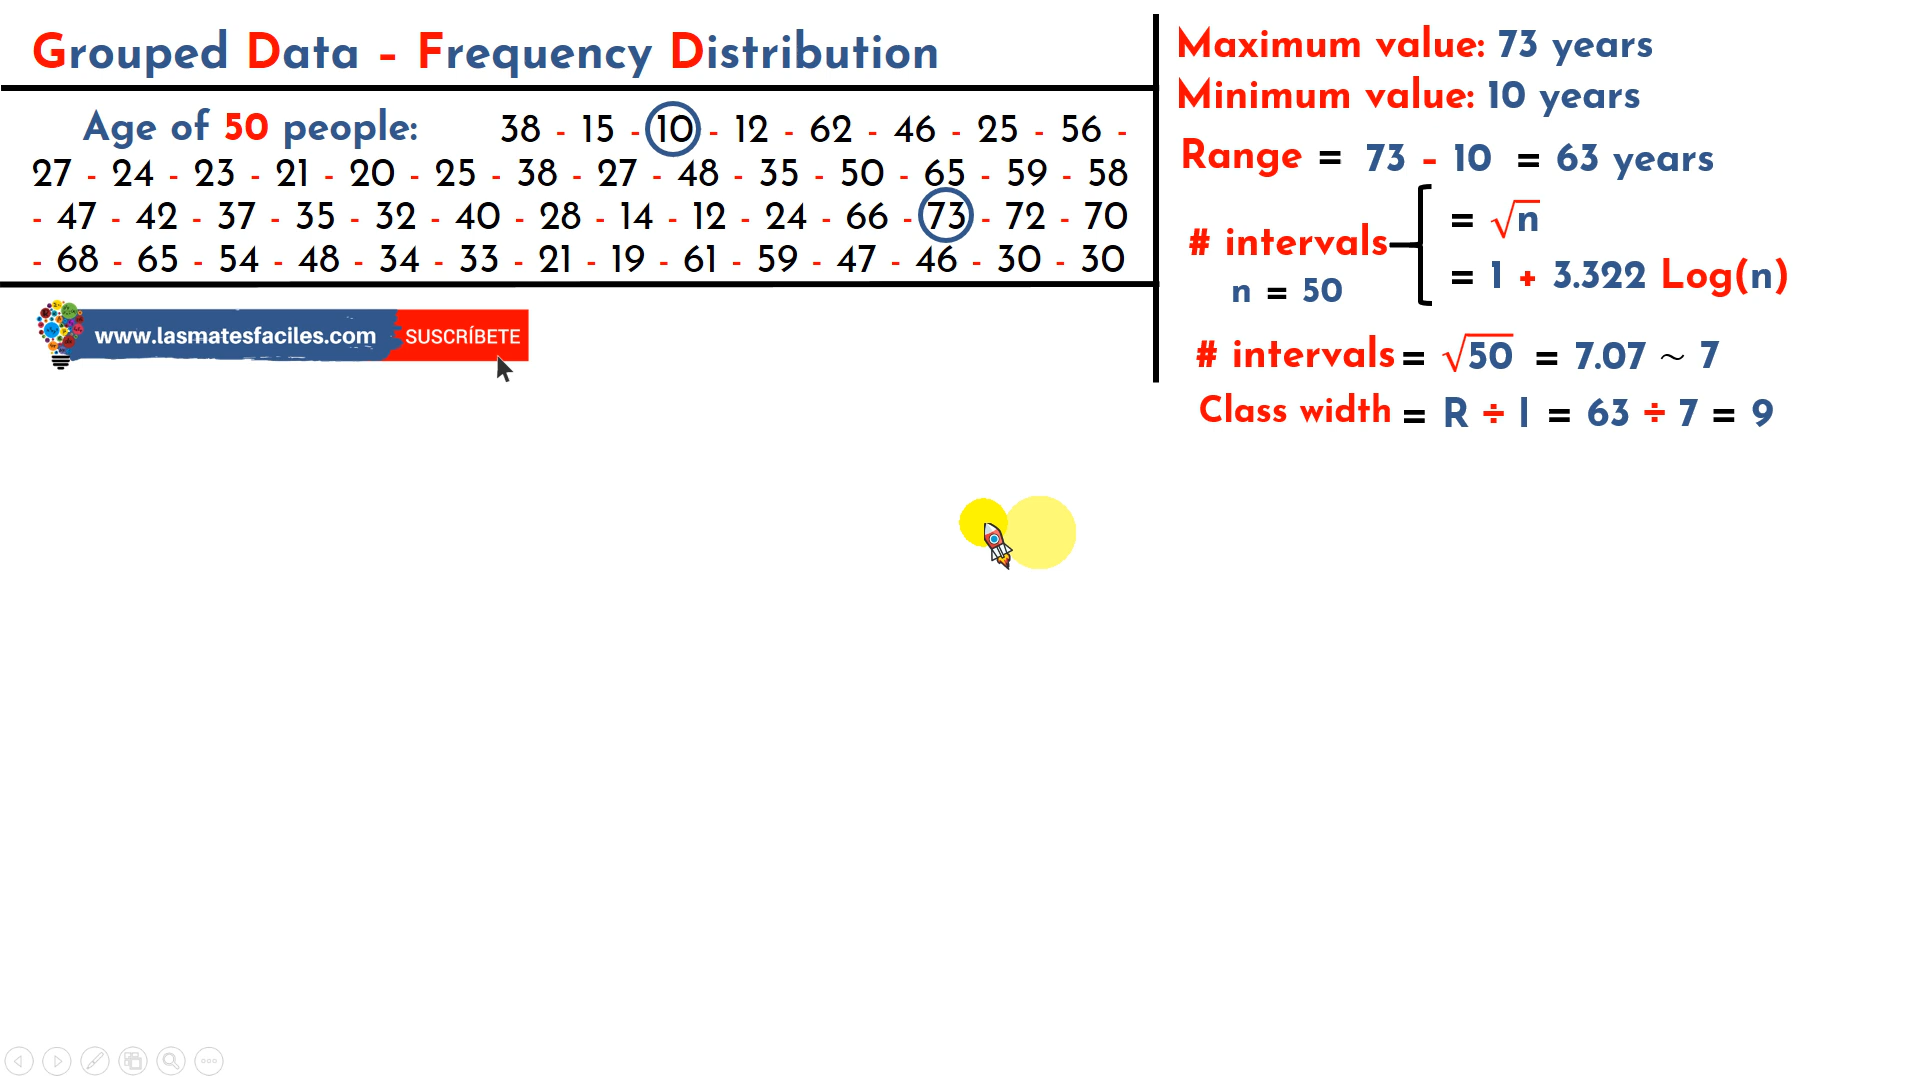 Grouped Data - Frequency Distribution
Age of 50 people: 38 - 15 - 10 - 12 - 62 - 46 - 25 - 56 -
27 - 24 - 23 - 21 - 20 - 25 - 38 - 27 - 48 - 35 - 50 - 65 - 59 - 58
- 47 - 42 - 37 - 35 - 32 - 40 - 28 - 14 - 12 - 24 - 66 - 73 - 72 - 70
- 68 - 65 - 54 - 48 - 34 - 33 - 21 - 19 - 61 - 59 - 47 - 46 - 30 - 30
www.lasmatesfaciles.com SUSCRÍBETE
Maximum value: 73 years
Minimum value: 10 years
Range = 73 - 10 = 63 years
# intervals
n = 50
= √n
= 1 + 3.322 Log(n)
# intervals = √50 = 7.07 ~ 7
Class width = R ÷ I = 63 ÷ 7 = 9